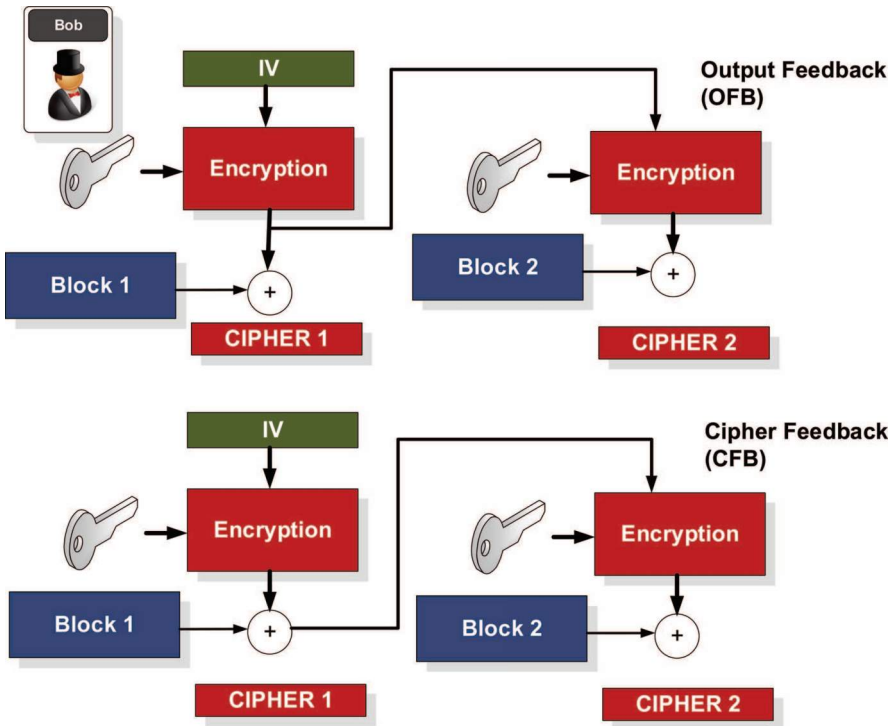 Bob
IV
Output Feedback
(OFB)
Encryption
Encryption
Block 1
+
Block 2
+
CIPHER 1
CIPHER 2
IV
Cipher Feedback
(CFB)
Encryption
Encryption
Block 1
+
Block 2
+
CIPHER 1
CIPHER 2